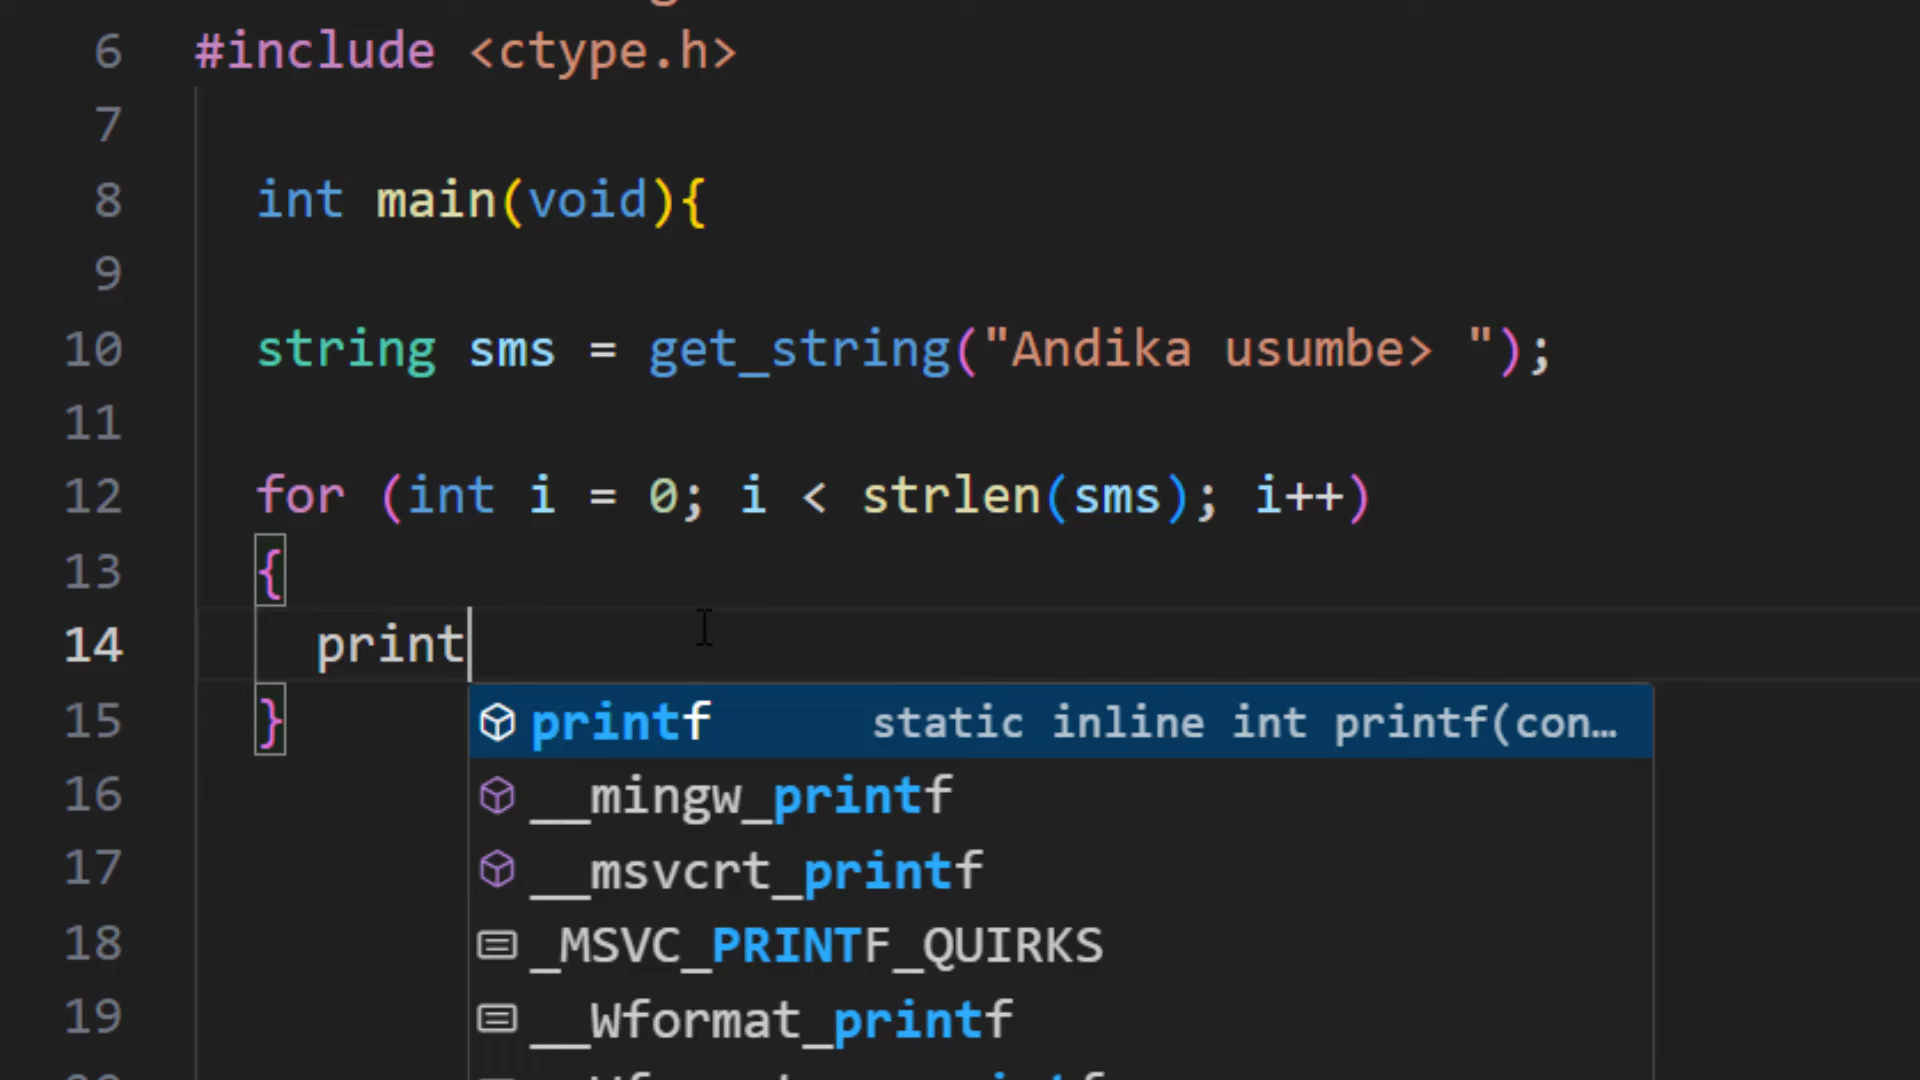 6 #include <ctype.h>
7
8 int main(void){
9
10 string sms = get_string("Andika usumbe> ");
11
12 for (int i = 0; i < strlen(sms); i++)
13 {
14 print
15 }
printf static inline int printf(con…
16 __mingw_printf
17 __msvcrt_printf
18 _MSVC_PRINTF_QUIRKS
19 __Wformat_printf